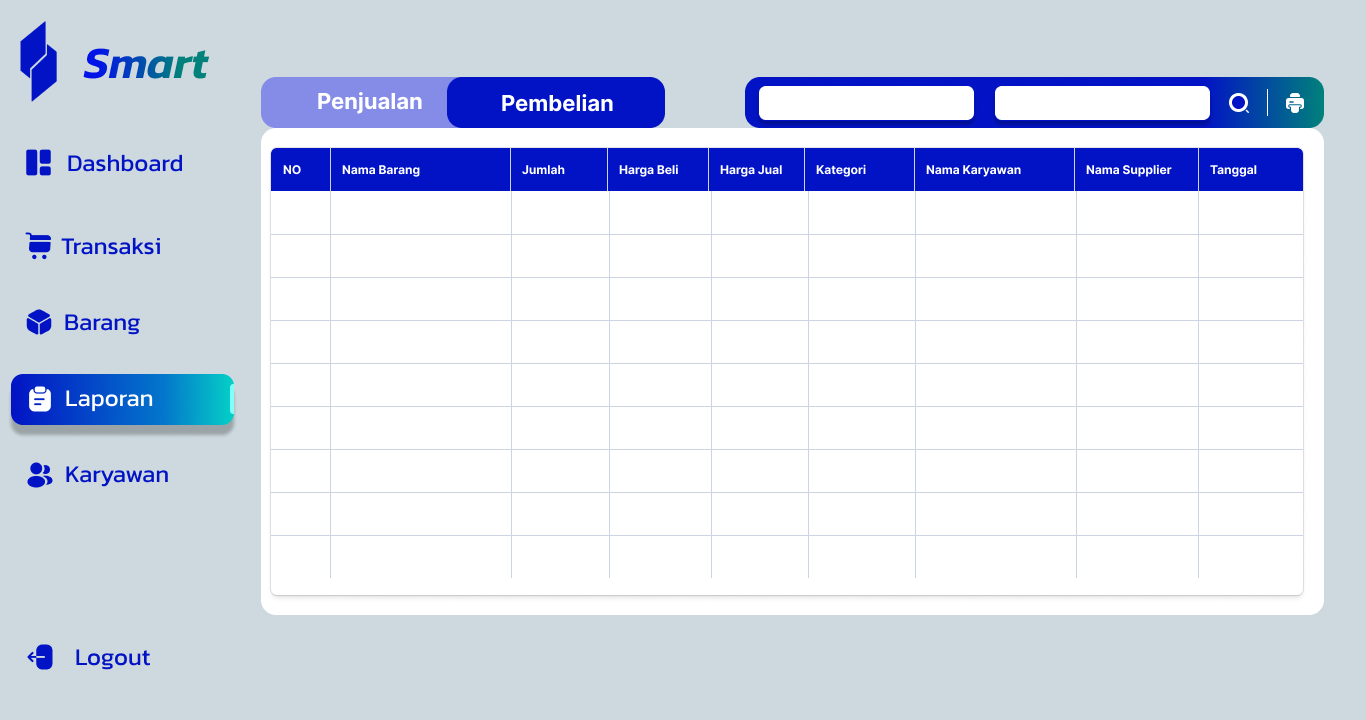 Smart
Dashboard
Transaksi
Barang
Laporan
Karyawan
Logout
Penjualan Pembelian
NO Nama Barang Jumlah Harga Beli Harga Jual Kategori Nama Karyawan Nama Supplier Tanggal